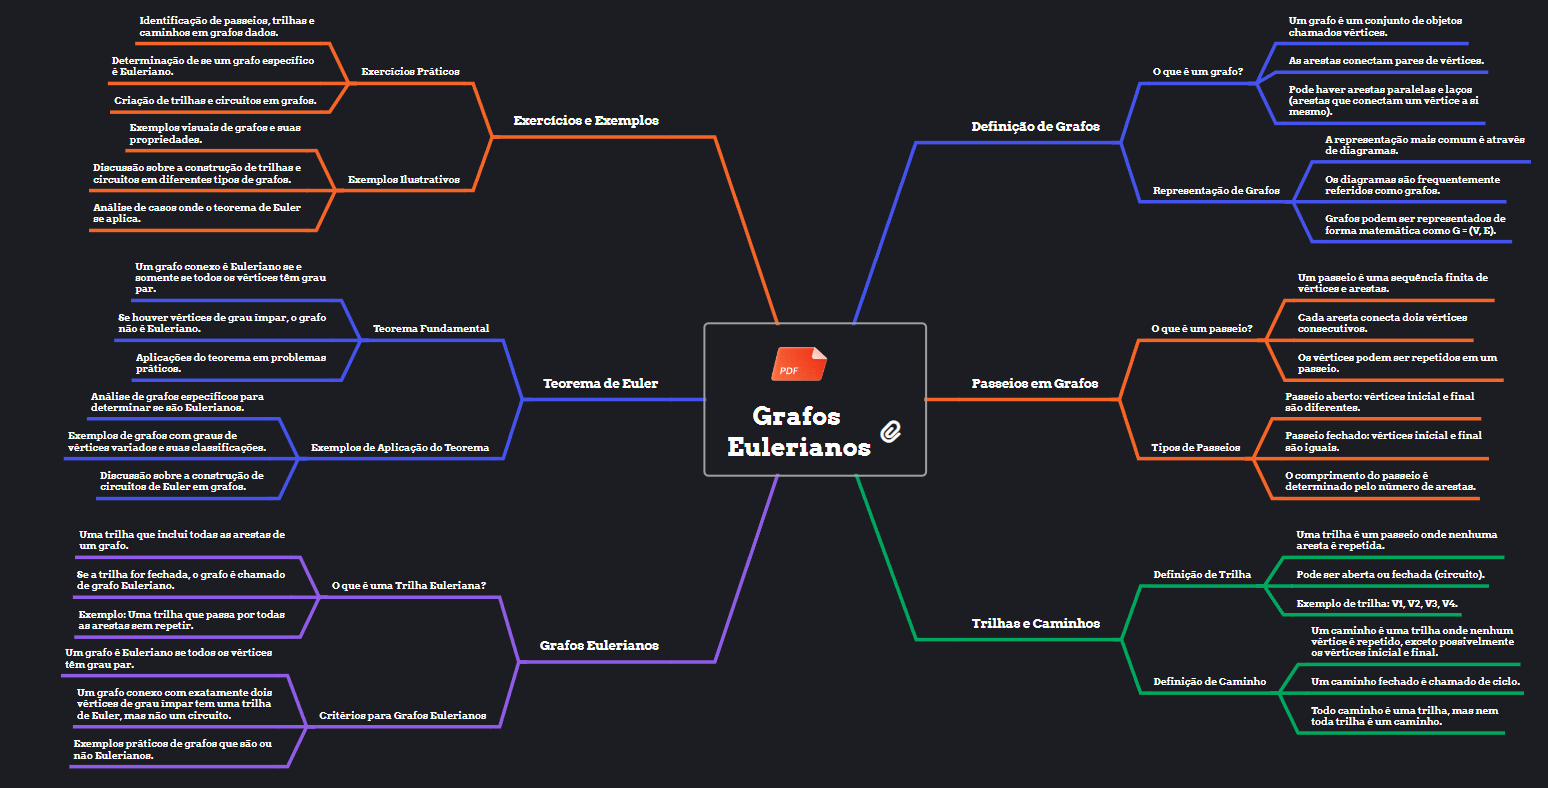 PDF
Grafos
Eulerianos
Definição de Grafos
O que é um grafo?
Um grafo é um conjunto de objetos
chamados vértices.
As arestas conectam pares de vértices.
Pode haver arestas paralelas e laços
(arestas que conectam um vértice a si
mesmo).
Representação de Grafos
A representação mais comum é através
de diagramas.
Os diagramas são frequentemente
referidos como grafos.
Grafos podem ser representados de
forma matemática como G = (V, E).
Passeios em Grafos
O que é um passeio?
Um passeio é uma sequência finita de
vértices e arestas.
Cada aresta conecta dois vértices
consecutivos.
Os vértices podem ser repetidos em um
passeio.
Tipos de Passeios
Passeio aberto: vértices inicial e final
são diferentes.
Passeio fechado: vértices inicial e final
são iguais.
O comprimento do passeio é
determinado pelo número de arestas.
Trilhas e Caminhos
Definição de Trilha
Uma trilha é um passeio onde nenhuma
aresta é repetida.
Pode ser aberta ou fechada (circuito).
Exemplo de trilha: V1, V2, V3, V4.
Definição de Caminho
Um caminho é uma trilha onde nenhum
vértice é repetido, exceto possivelmente
os vértices inicial e final.
Um caminho fechado é chamado de ciclo.
Todo caminho é uma trilha, mas nem
toda trilha é um caminho.
Exercícios e Exemplos
Exercícios Práticos
Identificação de passeios, trilhas e
caminhos em grafos dados.
Determinação de se um grafo específico
é Euleriano.
Criação de trilhas e circuitos em grafos.
Exemplos Ilustrativos
Exemplos visuais de grafos e suas
propriedades.
Discussão sobre a construção de trilhas e
circuitos em diferentes tipos de grafos.
Análise de casos onde o teorema de Euler
se aplica.
Teorema de Euler
Teorema Fundamental
Um grafo conexo é Euleriano se e
somente se todos os vértices têm grau
par.
Se houver vértices de grau ímpar, o grafo
não é Euleriano.
Aplicações do teorema em problemas
práticos.
Exemplos de Aplicação do Teorema
Análise de grafos específicos para
determinar se são Eulerianos.
Exemplos de grafos com graus de
vértices variados e suas classificações.
Discussão sobre a construção de
circuitos de Euler em grafos.
Grafos Eulerianos
O que é uma Trilha Euleriana?
Uma trilha que inclui todas as arestas de
um grafo.
Se a trilha for fechada, o grafo é chamado
de grafo Euleriano.
Exemplo: Uma trilha que passa por todas
as arestas sem repetir.
Critérios para Grafos Eulerianos
Um grafo é Euleriano se todos os vértices
têm grau par.
Um grafo conexo com exatamente dois
vértices de grau ímpar tem uma trilha
de Euler, mas não um circuito.
Exemplos práticos de grafos que são ou
não Eulerianos.